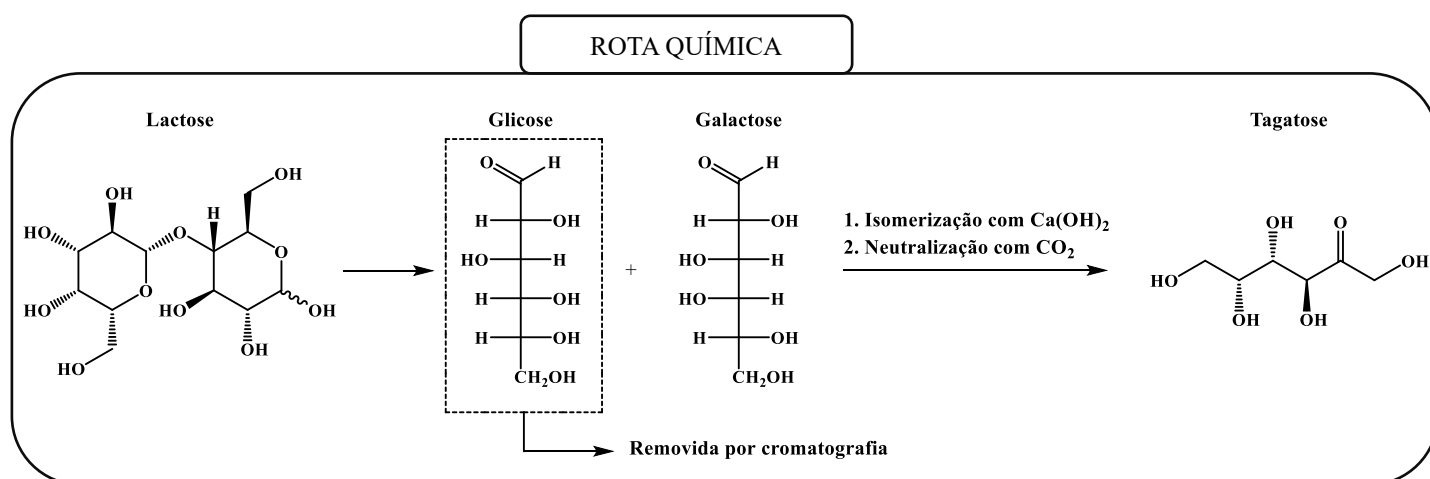 ROTA QUÍMICA
Lactose
Glicose
Galactose
Tagatose
OH
OH
H
HO
O
O
HO
O
HO
HO
OH
OH
HO
O
H
H
OH
HO
H
H
OH
H
OH
CH₂OH
+
O
H
H
OH
HO
H
HO
H
H
OH
CH₂OH
1. Isomerização com Ca(OH)₂
2. Neutralização com CO₂
OH
O
OH
HO
OH
OH
Removida por cromatografia